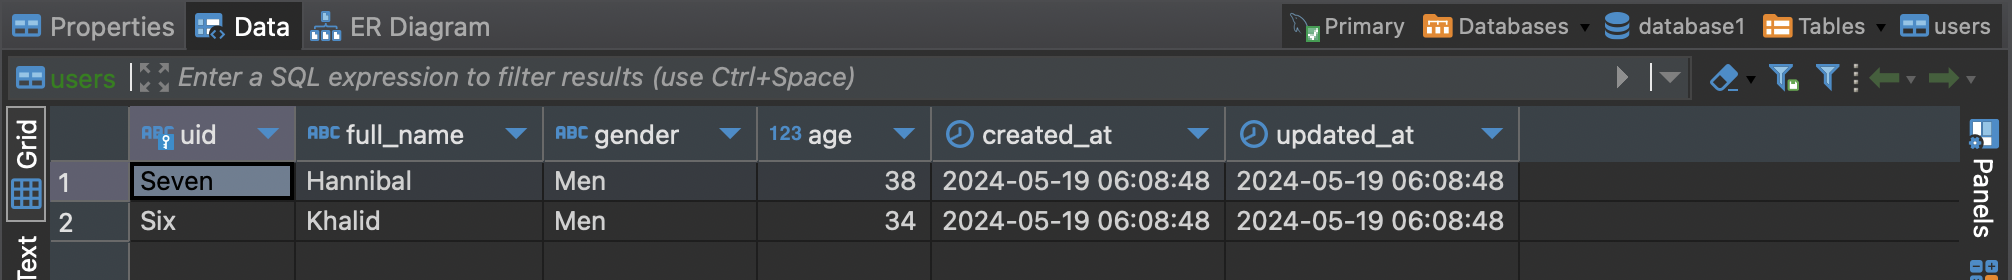 Properties Data ER Diagram Primary Databases database1 Tables users
users Enter a SQL expression to filter results (use Ctrl+Space)
Grid
Text
ABC uid ABC full_name ABC gender 123 age created_at updated_at
1 Seven Hannibal Men 38 2024-05-19 06:08:48 2024-05-19 06:08:48
2 Six Khalid Men 34 2024-05-19 06:08:48 2024-05-19 06:08:48
Panels